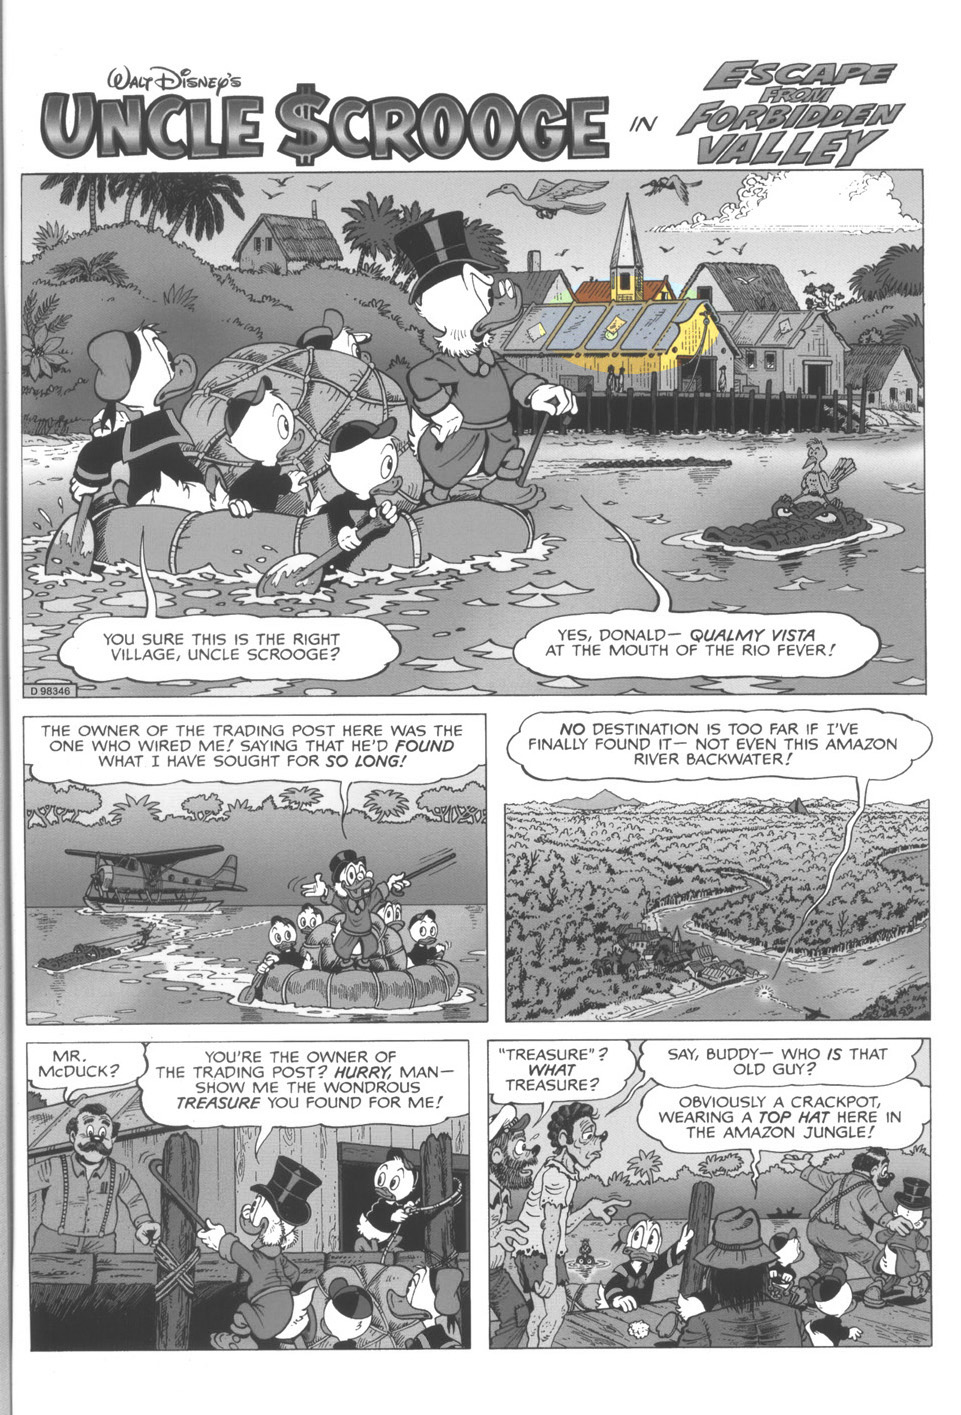 WALT DISNEY'S
UNCLE $CROOGE
IN
ESCAPE
FROM
FORBIDDEN
VALLEY
YOU SURE THIS IS THE RIGHT
VILLAGE, UNCLE SCROOGE?
YES, DONALD— QUALMY VISTA
AT THE MOUTH OF THE RIO FEVER!
D 98346
THE OWNER OF THE TRADING POST HERE WAS THE
ONE WHO WIRED ME! SAYING THAT HE'D FOUND
WHAT I HAVE SOUGHT FOR SO LONG!
NO DESTINATION IS TOO FAR IF I'VE
FINALLY FOUND IT— NOT EVEN THIS AMAZON
RIVER BACKWATER!
MR.
McDUCK?
YOU'RE THE OWNER OF
THE TRADING POST? HURRY, MAN—
SHOW ME THE WONDROUS
TREASURE YOU FOUND FOR ME!
"TREASURE"?
WHAT
TREASURE?
SAY, BUDDY— WHO IS THAT
OLD GUY?
OBVIOUSLY A CRACKPOT,
WEARING A TOP HAT HERE IN
THE AMAZON JUNGLE!